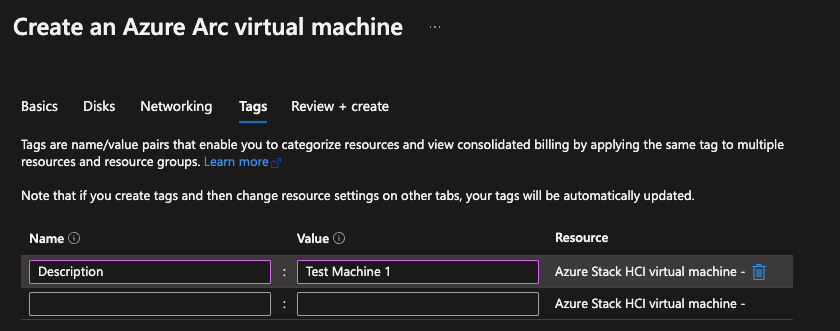 Create an Azure Arc virtual machine ...
Basics Disks Networking Tags Review + create
Tags are name/value pairs that enable you to categorize resources and view consolidated billing by applying the same tag to multiple
resources and resource groups. Learn more
Note that if you create tags and then change resource settings on other tabs, your tags will be automatically updated.
Name Value Resource
Description : Test Machine 1 Azure Stack HCI virtual machine -
: Azure Stack HCI virtual machine -